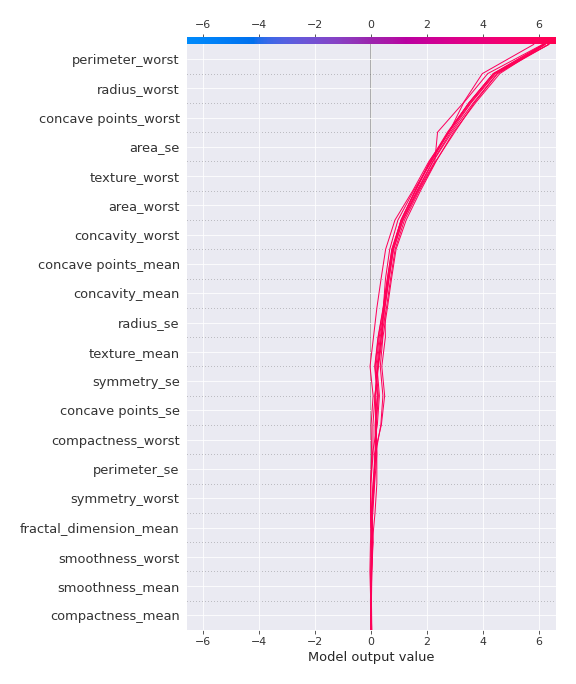 −6 −4 −2 0 2 4 6
perimeter_worst
radius_worst
concave points_worst
area_se
texture_worst
area_worst
concavity_worst
concave points_mean
concavity_mean
radius_se
texture_mean
symmetry_se
concave points_se
compactness_worst
perimeter_se
symmetry_worst
fractal_dimension_mean
smoothness_worst
smoothness_mean
compactness_mean
−6 −4 −2 0 2 4 6
Model output value